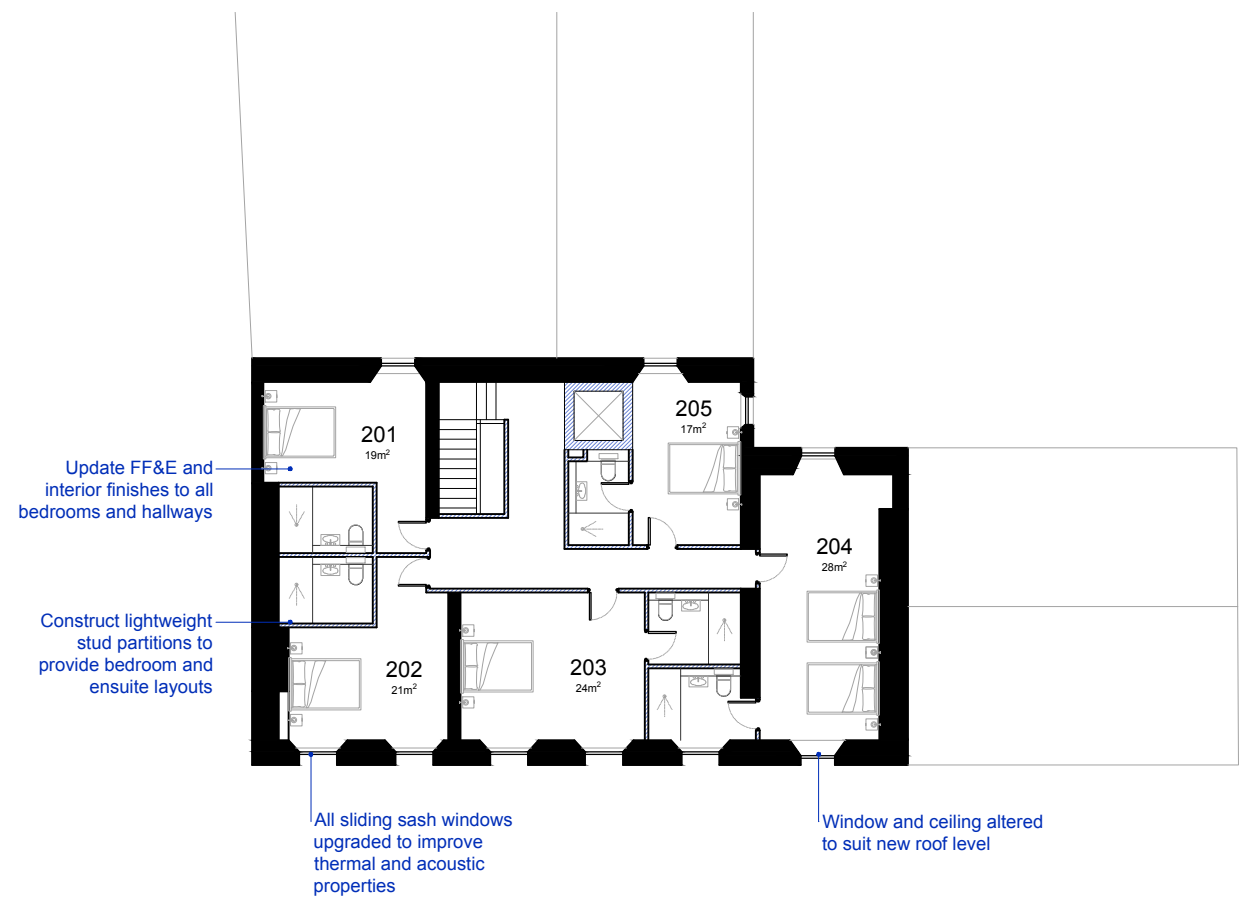 205
17m²
201
19m²
Update FF&E and
interior finishes to all
bedrooms and hallways
204
28m²
Construct lightweight
stud partitions to
provide bedroom and
ensuite layouts
202
21m²
203
24m²
All sliding sash windows
upgraded to improve
thermal and acoustic
properties
Window and ceiling altered
to suit new roof level